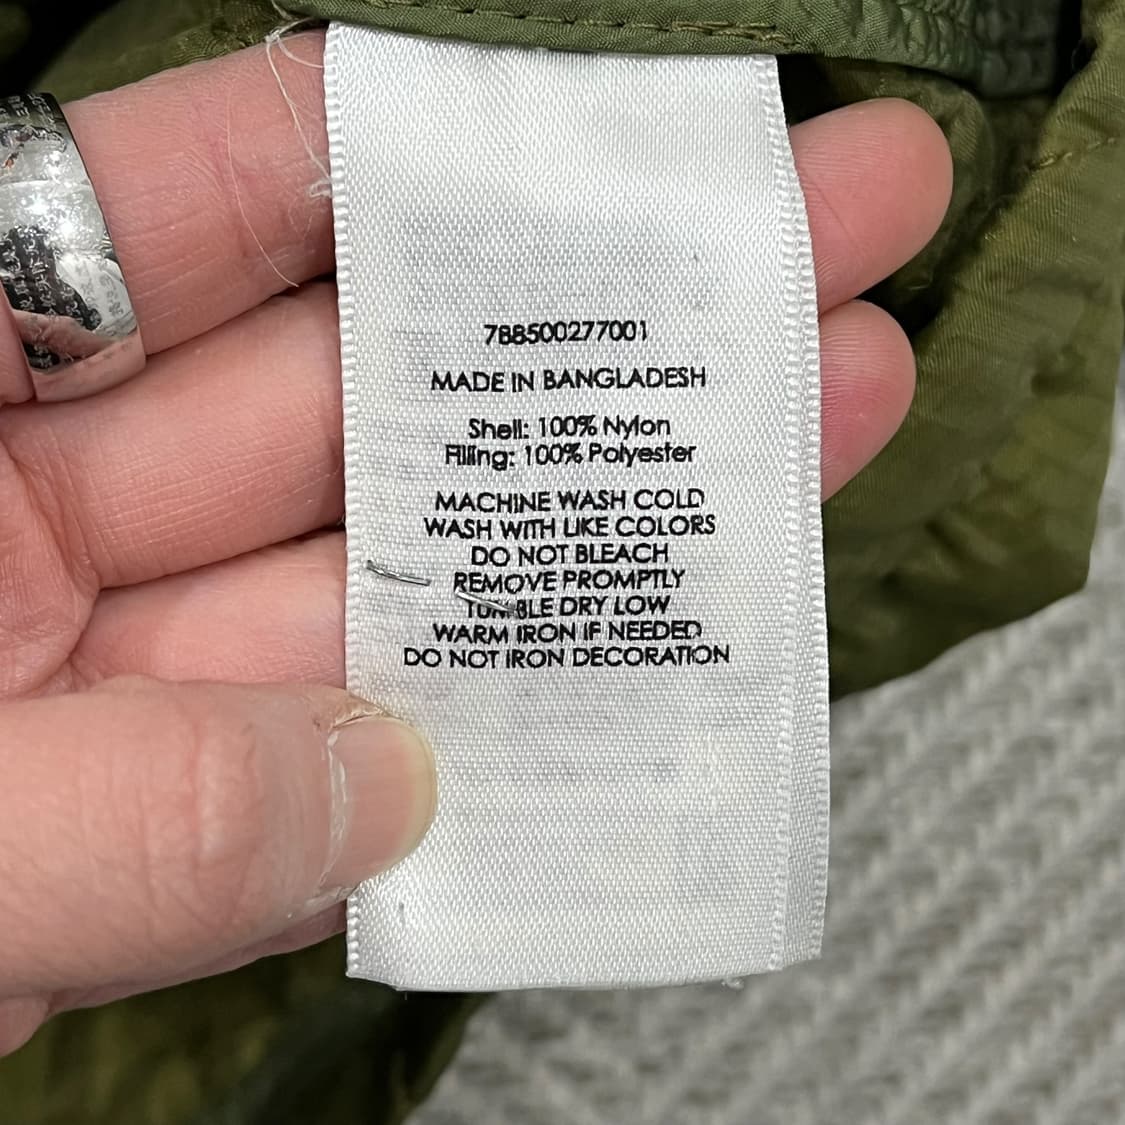 788500277001
MADE IN BANGLADESH
Shell: 100% Nylon
Filling: 100% Polyester
MACHINE WASH COLD
WASH WITH LIKE COLORS
DO NOT BLEACH
REMOVE PROMPTLY
TUMBLE DRY LOW
WARM IRON IF NEEDED
DO NOT IRON DECORATION